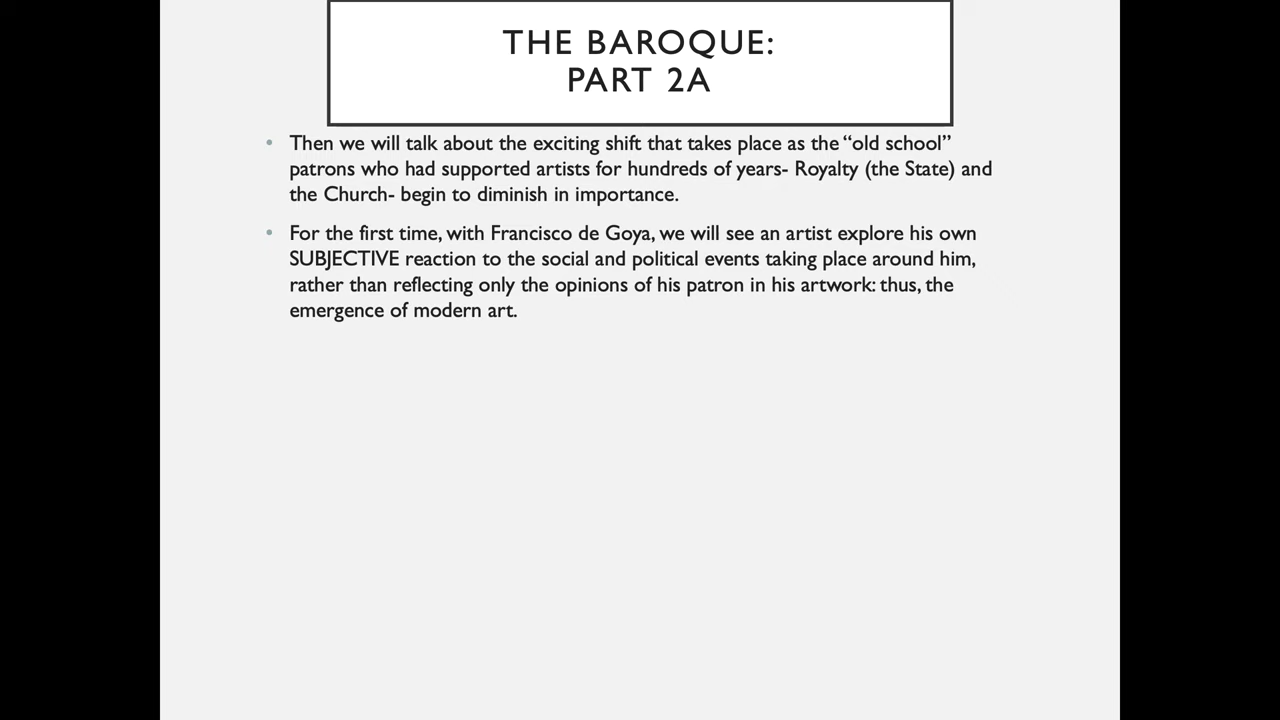 THE BAROQUE:
PART 2A
• Then we will talk about the exciting shift that takes place as the “old school”
patrons who had supported artists for hundreds of years- Royalty (the State) and
the Church- begin to diminish in importance.
• For the first time, with Francisco de Goya, we will see an artist explore his own
SUBJECTIVE reaction to the social and political events taking place around him,
rather than reflecting only the opinions of his patron in his artwork: thus, the
emergence of modern art.